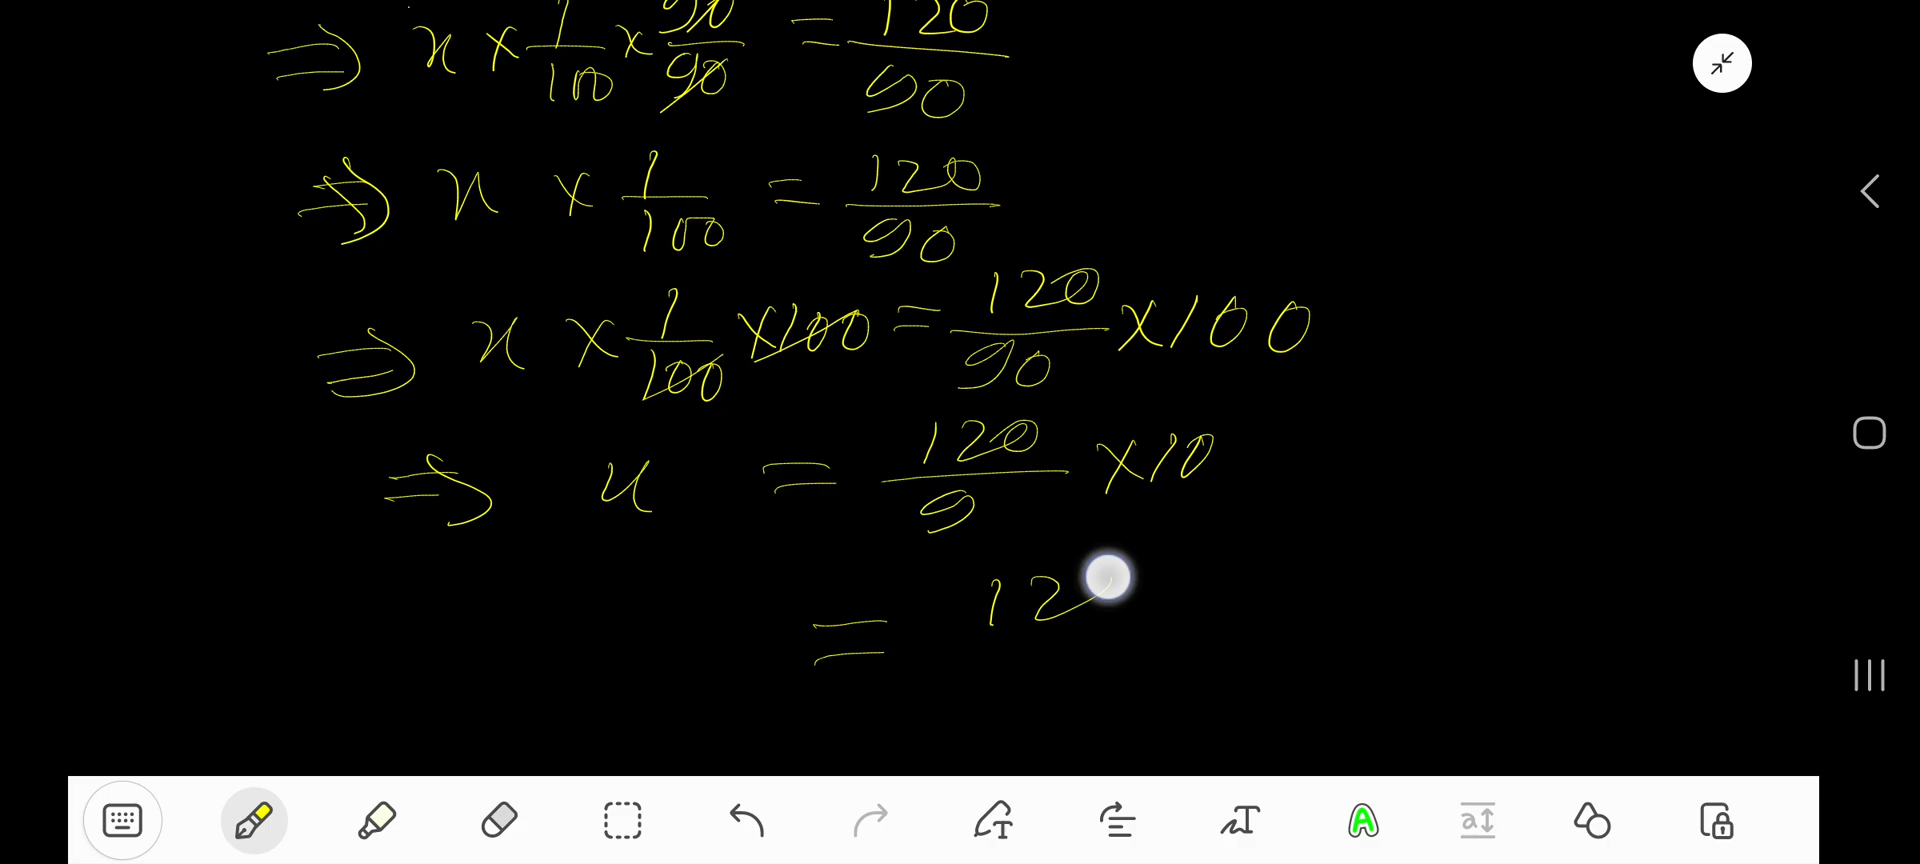 ⇒ x × 1/100 × 90/90 = 120/90
⇒ x × 1/100 = 120/90
⇒ x × 1/100 ×100 = 120/90 ×100
⇒ x = 120/9 ×10
= 12